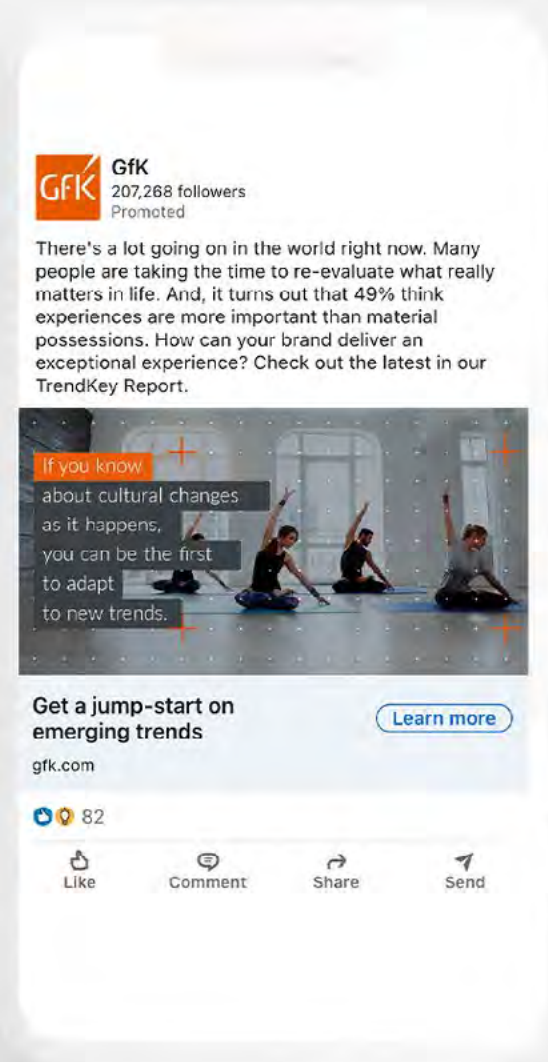 GfK
GfK
207,268 followers
Promoted
There's a lot going on in the world right now. Many
people are taking the time to re-evaluate what really
matters in life. And, it turns out that 49% think
experiences are more important than material
possessions. How can your brand deliver an
exceptional experience? Check out the latest in our
TrendKey Report.
If you know
about cultural changes
as it happens,
you can be the first
to adapt
to new trends.
Get a jump-start on
emerging trends
Learn more
gfk.com
82
Like
Comment
Share
Send